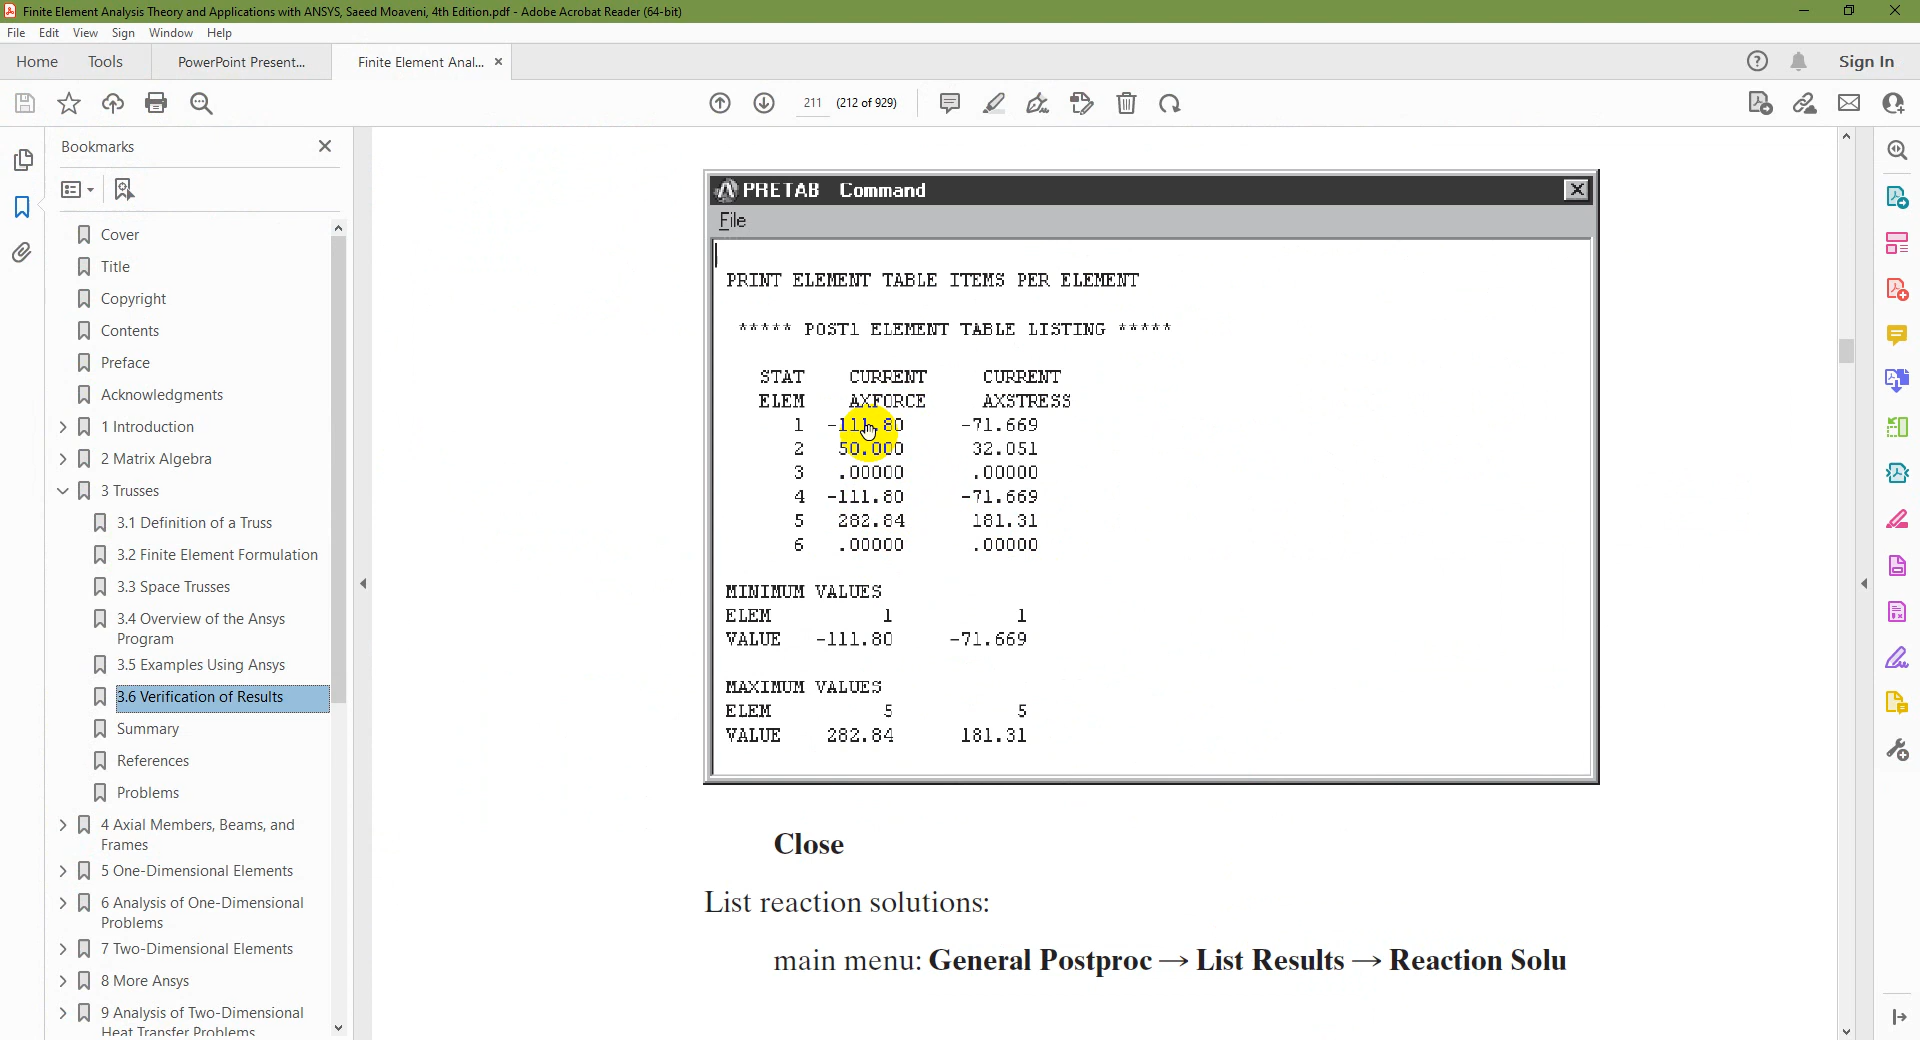 Finite Element Analysis Theory and Applications with ANSYS, Saeed Moaveni, 4th Edition.pdf - Adobe Acrobat Reader (64-bit)
File Edit View Sign Window Help
Home Tools PowerPoint Present... Finite Element Anal... Sign In
211 (212 of 929)
Bookmarks
Cover
Title
Copyright
Contents
Preface
Acknowledgments
1 Introduction
2 Matrix Algebra
3 Trusses
3.1 Definition of a Truss
3.2 Finite Element Formulation
3.3 Space Trusses
3.4 Overview of the Ansys
Program
3.5 Examples Using Ansys
3.6 Verification of Results
Summary
References
Problems
4 Axial Members, Beams, and
Frames
5 One-Dimensional Elements
6 Analysis of One-Dimensional
Problems
7 Two-Dimensional Elements
8 More Ansys
9 Analysis of Two-Dimensional
Heat Transfer Problems
PRETAB Command
File
PRINT ELEMENT TABLE ITEMS PER ELEMENT
***** POST1 ELEMENT TABLE LISTING *****
STAT CURRENT CURRENT
ELEM AXFORCE AXSTRESS
1 -111.80 -71.669
2 50.000 32.051
3 .00000 .00000
4 -111.80 -71.669
5 282.84 181.31
6 .00000 .00000
MINIMUM VALUES
ELEM 1 1
VALUE -111.80 -71.669
MAXIMUM VALUES
ELEM 5 5
VALUE 282.84 181.31
Close
List reaction solutions:
main menu: General Postproc → List Results → Reaction Solu